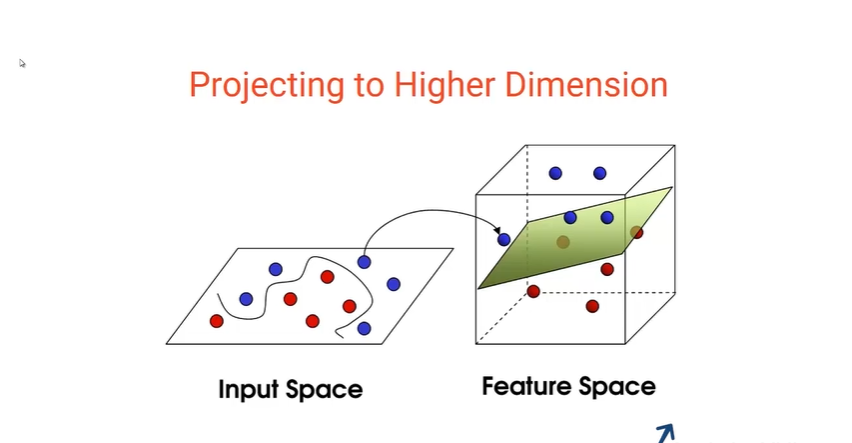 Projecting to Higher Dimension
Input Space
Feature Space